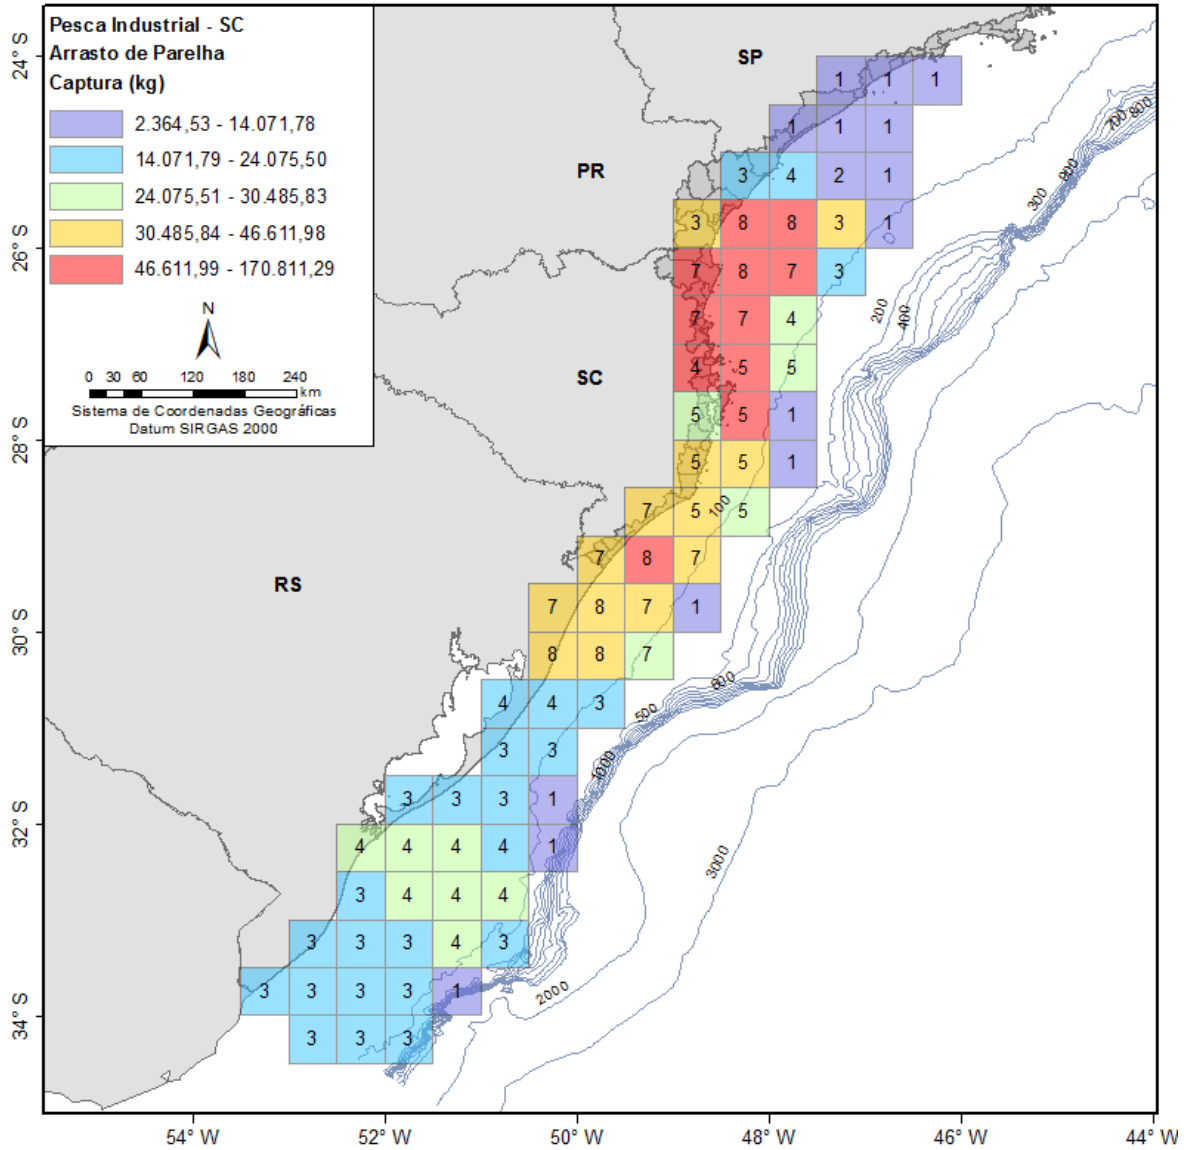 Pesca Industrial - SC
Arrasto de Parelha
Captura (kg)
2.364,53 - 14.071,78
14.071,79 - 24.075,50
24.075,51 - 30.485,83
30.485,84 - 46.611,98
46.611,99 - 170.811,29
N
0 30 60 120 180 240
km
Sistema de Coordenadas Geográficas
Datum SIRGAS 2000
SP
PR
SC
RS
1 1 1
1 1 1
3 4 2 1
3 8 8 3 1
7 8 7 3
7 7 4
4 5 5
5 5 1
5 5 1
7 5 5
7 8 7
7 8 7 1
8 8 7
4 4 3
3 3
3 3 3 1
4 4 4 4 1
3 4 4 4
3 3 3 4 3
3 3 3 3 1
3 3 3
700
800
800
300
200
400
100
600
500
1000
3000
2000
24° S
26° S
28° S
30° S
32° S
34° S
54° W
52° W
50° W
48° W
46° W
44° W